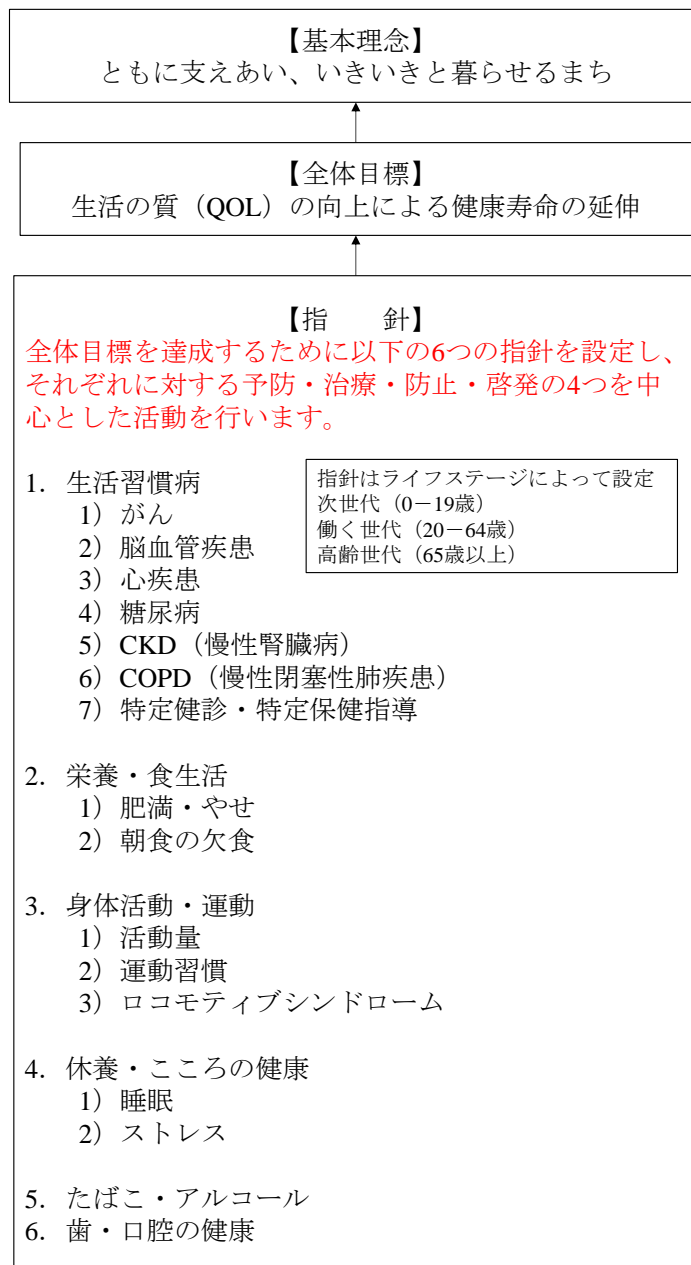 【基本理念】
ともに支えあい、いきいきと暮らせるまち
【全体目標】
生活の質（QOL）の向上による健康寿命の延伸
【指　　針】
全体目標を達成するために以下の6つの指針を設定し、
それぞれに対する予防・治療・防止・啓発の4つを中
心とした活動を行います。
1. 生活習慣病
1）がん
2）脳血管疾患
3）心疾患
4）糖尿病
5）CKD（慢性腎臓病）
6）COPD（慢性閉塞性肺疾患）
7）特定健診・特定保健指導
指針はライフステージによって設定
次世代（0－19歳）
働く世代（20－64歳）
高齢世代（65歳以上）
2. 栄養・食生活
1）肥満・やせ
2）朝食の欠食
3. 身体活動・運動
1）活動量
2）運動習慣
3）ロコモティブシンドローム
4. 休養・こころの健康
1）睡眠
2）ストレス
5. たばこ・アルコール
6. 歯・口腔の健康